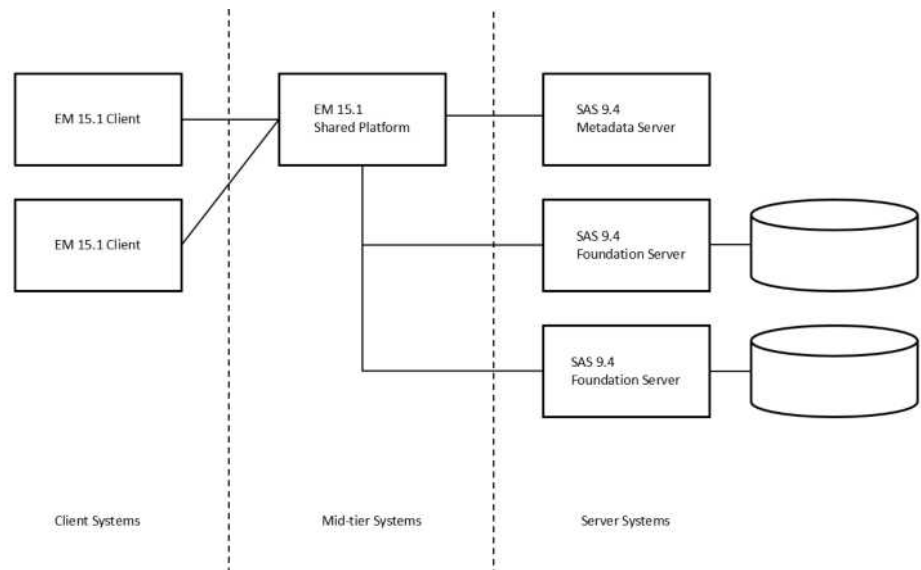 EM 15.1 Client
EM 15.1
Shared Platform
SAS 9.4
Metadata Server
EM 15.1 Client
SAS 9.4
Foundation Server
SAS 9.4
Foundation Server
Client Systems
Mid-tier Systems
Server Systems